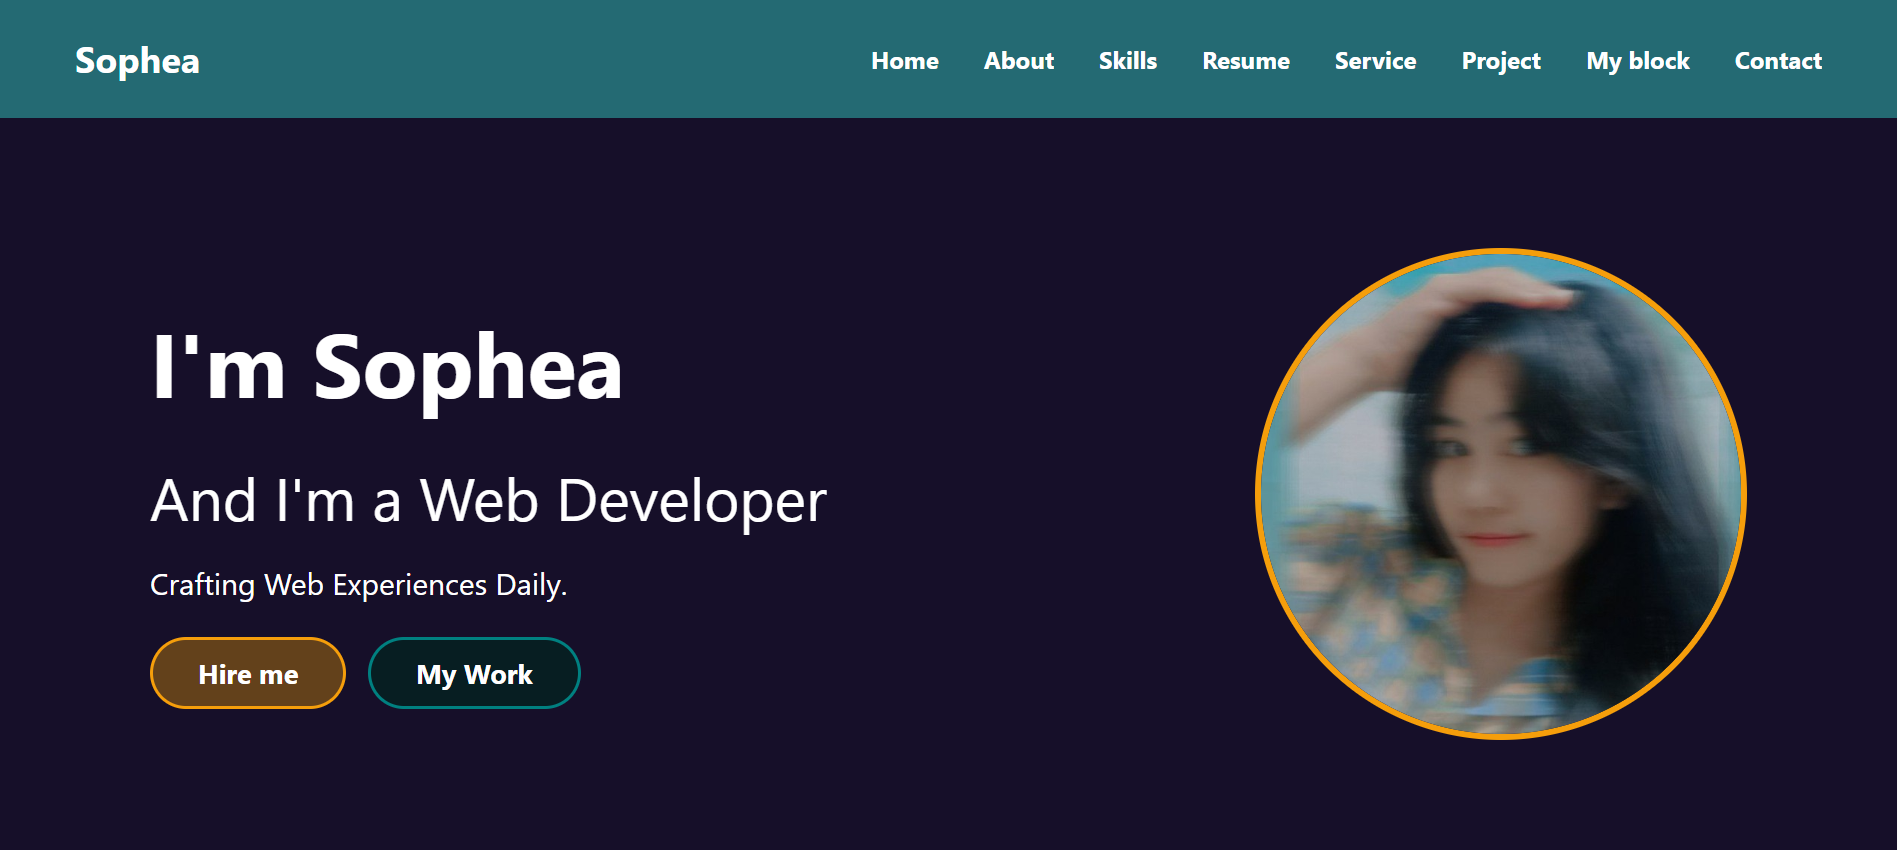 Sophea
Home About Skills Resume Service Project My block Contact
I'm Sophea
And I'm a Web Developer
Crafting Web Experiences Daily.
Hire me
My Work